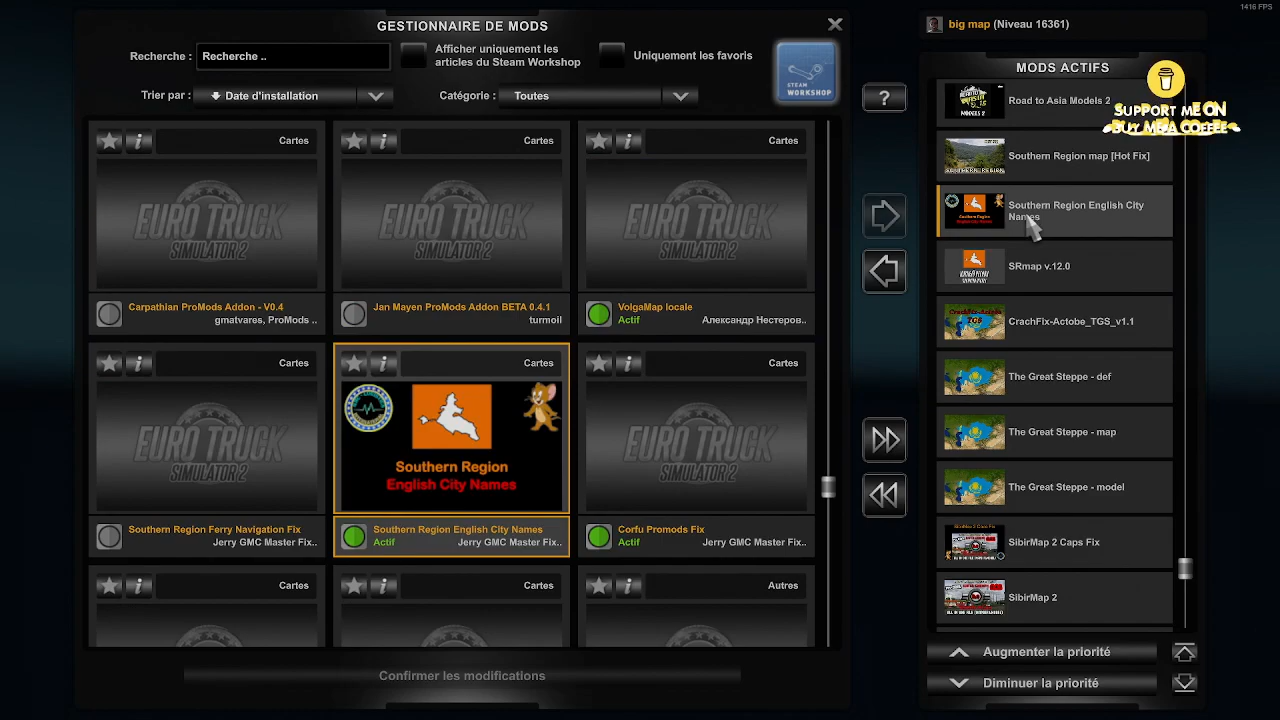 1416 FPS
GESTIONNAIRE DE MODS
big map (Niveau 16361)
Recherche :
Recherche ..
Afficher uniquement les
articles du Steam Workshop
Uniquement les favoris
STEAM
WORKSHOP
Trier par :
Date d'installation
Catégorie :
Toutes
?
MODS ACTIFS
SUPPORT ME ON
BUY ME A COFFEE
Cartes
Cartes
Cartes
EURO TRUCK
SIMULATOR 2
EURO TRUCK
SIMULATOR 2
EURO TRUCK
SIMULATOR 2
Carpathian ProMods Addon - V0.4
gmatvares, ProMods ..
Jan Mayen ProMods Addon BETA 0.4.1
turmoil
VolgaMap locale
Actif
Александр Нестеров..
Cartes
Cartes
Cartes
EURO TRUCK
SIMULATOR 2
Southern Region
English City Names
EURO TRUCK
SIMULATOR 2
Southern Region Ferry Navigation Fix
Jerry GMC Master Fix..
Southern Region English City Names
Actif
Jerry GMC Master Fix..
Corfu Promods Fix
Actif
Jerry GMC Master Fix..
Cartes
Cartes
Autres
Confirmer les modifications
Road to Asia Models 2
Southern Region map [Hot Fix]
Southern Region English City
Names
SRmap v.12.0
CrachFix-Actobe_TGS_v1.1
The Great Steppe - def
The Great Steppe - map
The Great Steppe - model
SibirMap 2 Caps Fix
SibirMap 2
Augmenter la priorité
Diminuer la priorité